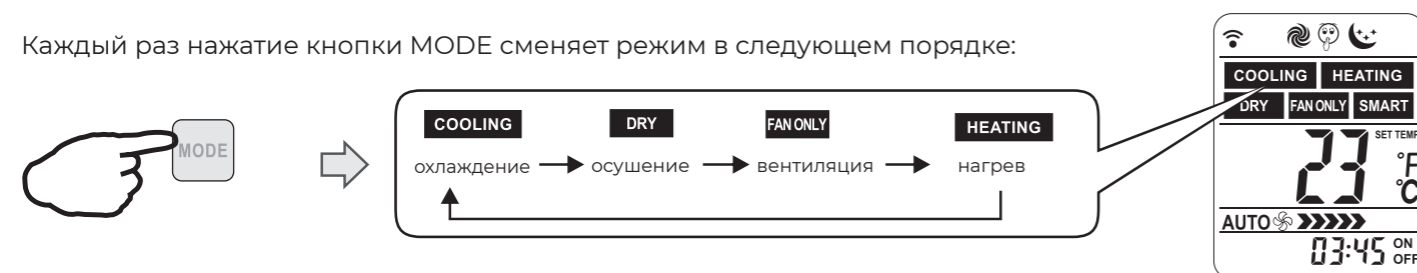 Каждый раз нажатие кнопки MODE сменяет режим в следующем порядке:
MODE
COOLING DRY FAN ONLY HEATING
охлаждение осушение вентиляция нагрев
COOLING HEATING
DRY FAN ONLY SMART
SET TEMP
23 °F
°C
AUTO
03:45 ON
OFF